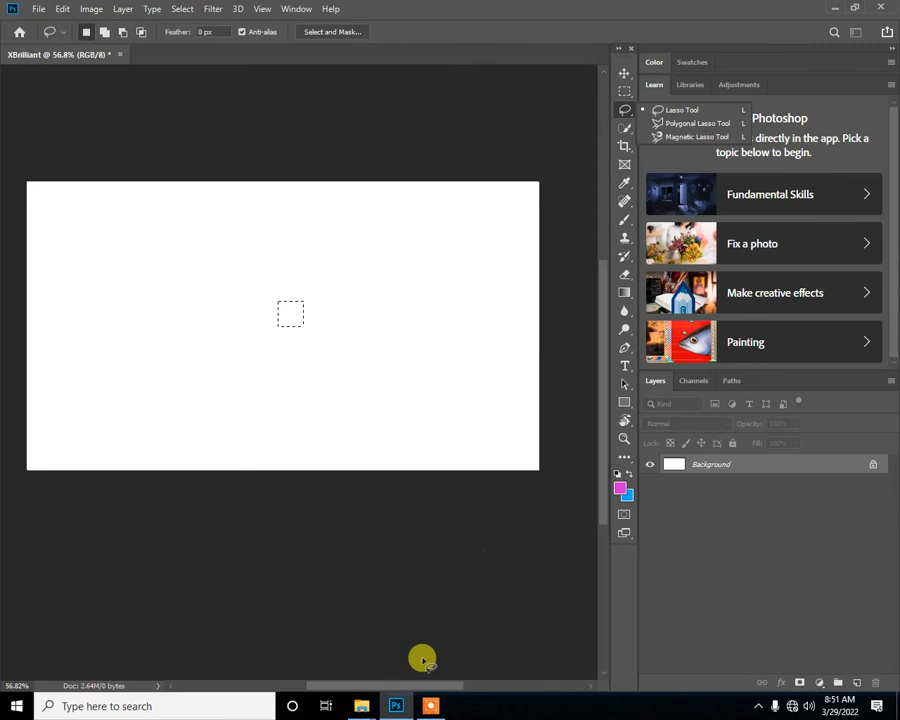 Ps File Edit Image Layer Type Select Filter 3D View Window Help
Feather: 0 px Anti-alias Select and Mask...
XBrilliant @ 56.8% (RGB/8) * ×
Color Swatches
Learn Libraries Adjustments
Lasso Tool L
Polygonal Lasso Tool L
Magnetic Lasso Tool L
Photoshop
directly in the app. Pick a
topic below to begin.
Fundamental Skills
Fix a photo
Make creative effects
Painting
Layers Channels Paths
Kind
Normal Opacity: 100%
Lock: Fill: 100%
Background
56.82% Doc: 2.64M/0 bytes
Type here to search
Ps
8:51 AM
3/29/2022